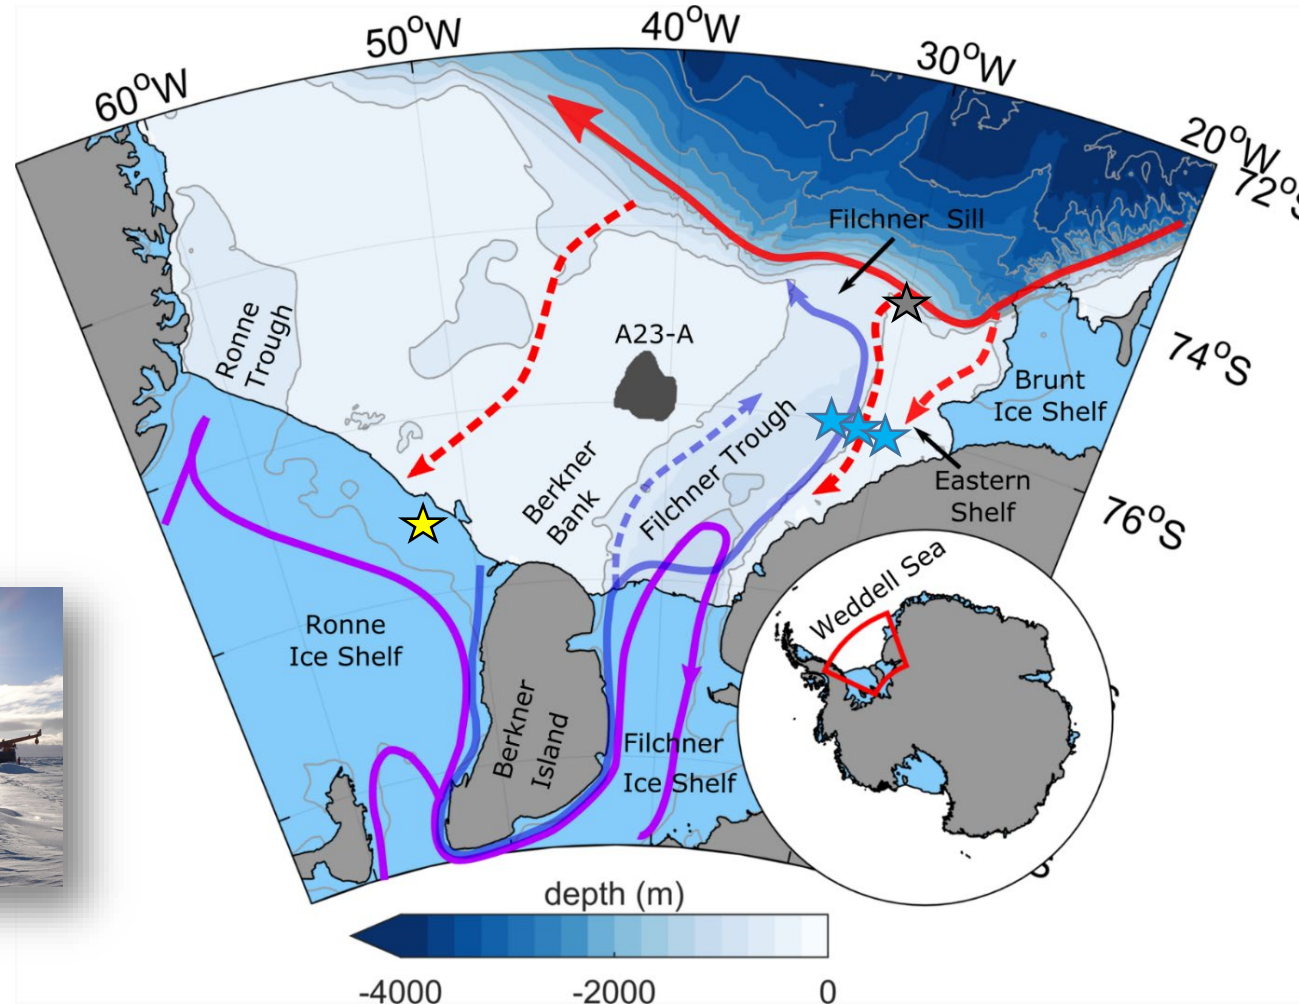 60°W
50°W
40°W
30°W
20°W
72°S
74°S
76°S
Filchner Sill
Ronne
Trough
A23-A
Brunt
Ice Shelf
Berkner
Bank
Filchner Trough
Eastern
Shelf
Ronne
Ice Shelf
Berkner
Island
Filchner
Ice Shelf
Weddell Sea
depth (m)
-4000
-2000
0